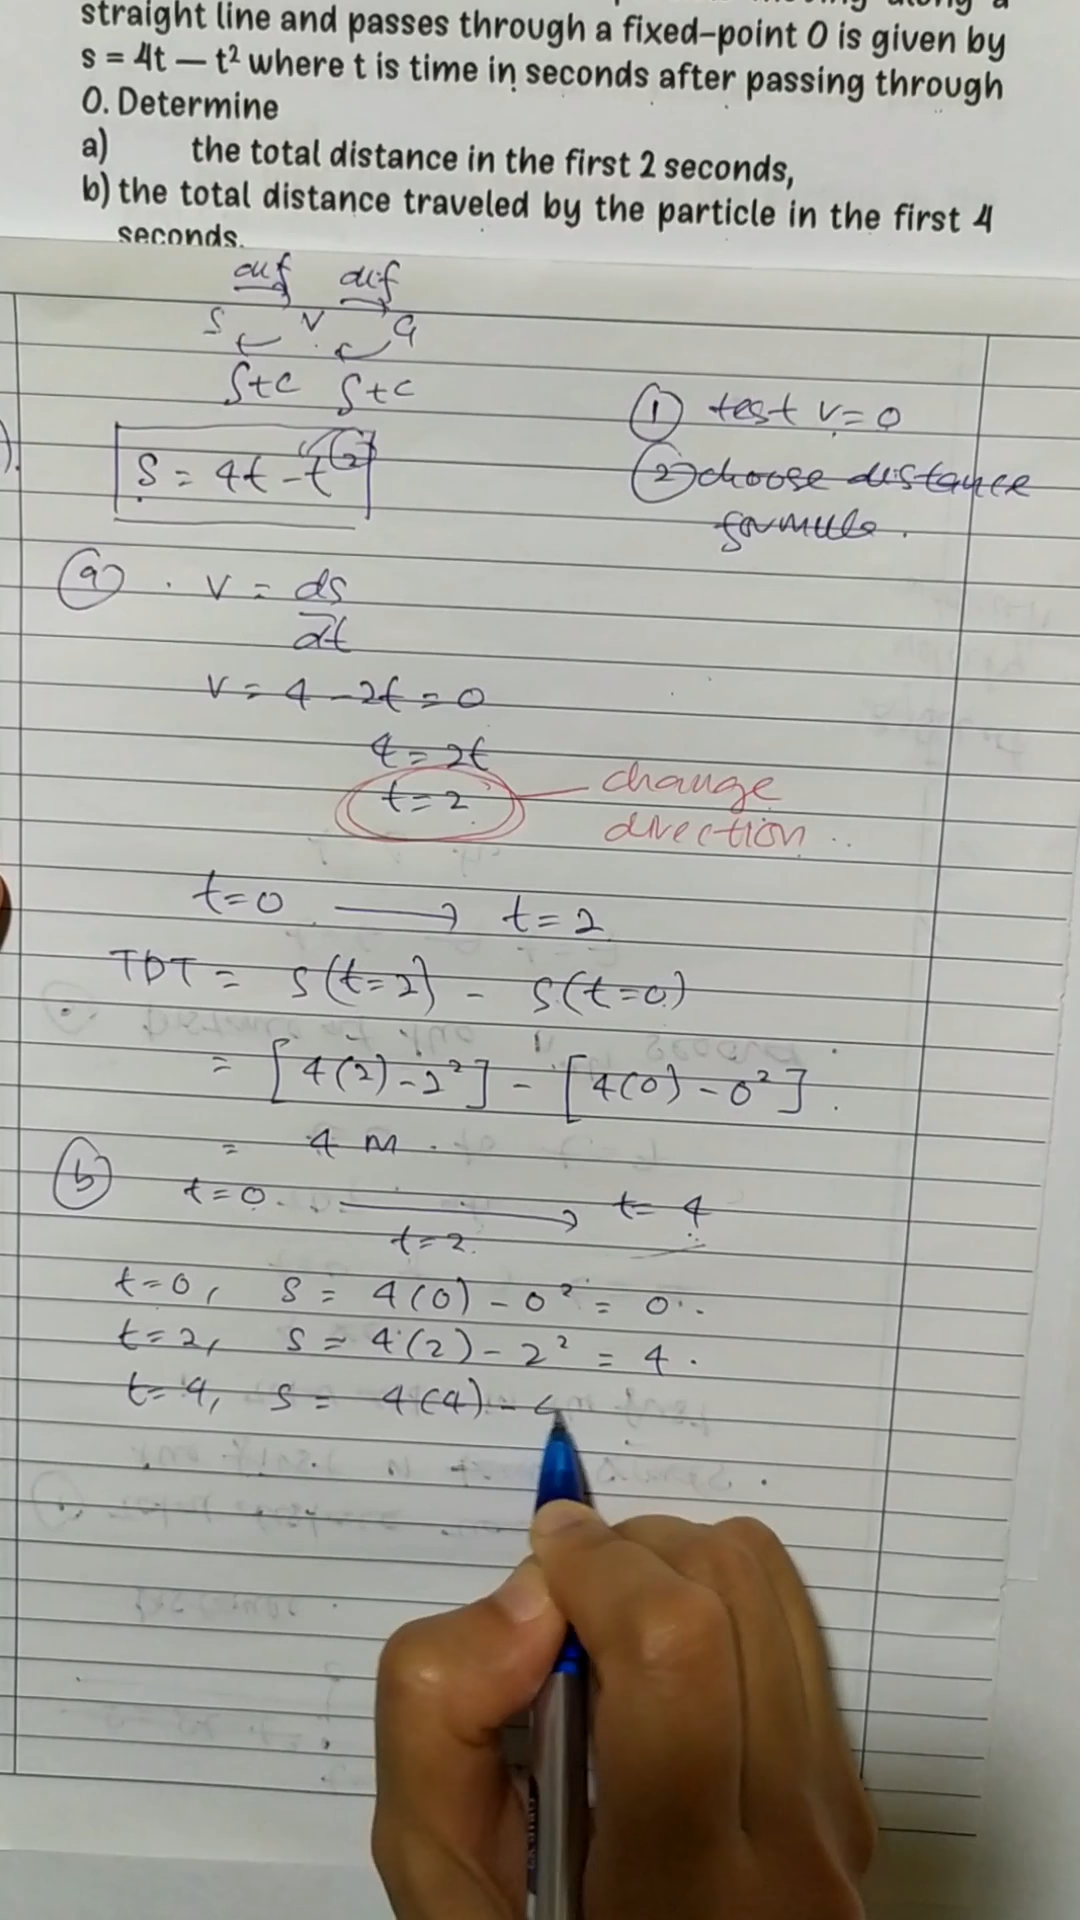 straight line and passes through a fixed-point O is given by
s = 4t — t² where t is time in seconds after passing through
O. Determine
a) the total distance in the first 2 seconds,
b) the total distance traveled by the particle in the first 4
seconds.
dif dif
S V a
∫+c ∫+c
① test v=0
② choose distance
formula.
S = 4t - t²
ⓐ V = ds
dt
V = 4 - 2t = 0
4 = 2t
t = 2
change
direction
t=0 → t = 2
TDT = S(t=2) - S(t=0)
= [4(2) - 2²] - [4(0) - 0²]
= 4 m.
ⓑ t=0 → t= 4
t=2
t=0, S = 4(0) - 0² = 0.
t=2, S = 4(2) - 2² = 4.
t=4, S = 4(4) -